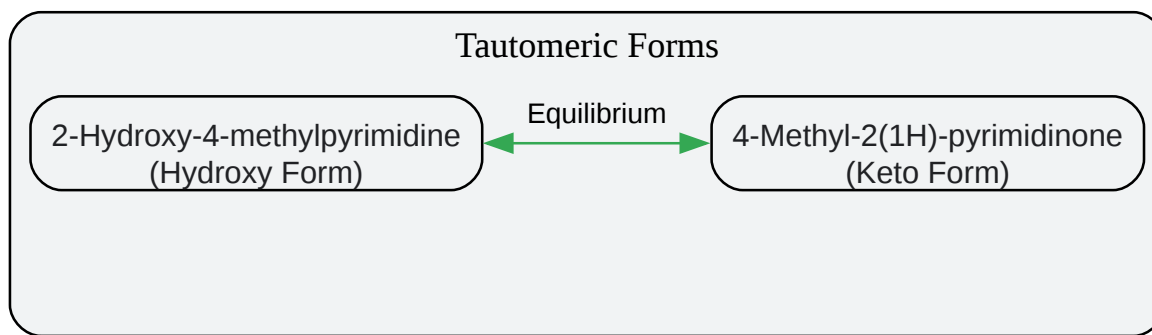 Tautomeric Forms
Equilibrium
2-Hydroxy-4-methylpyrimidine
(Hydroxy Form)
4-Methyl-2(1H)-pyrimidinone
(Keto Form)